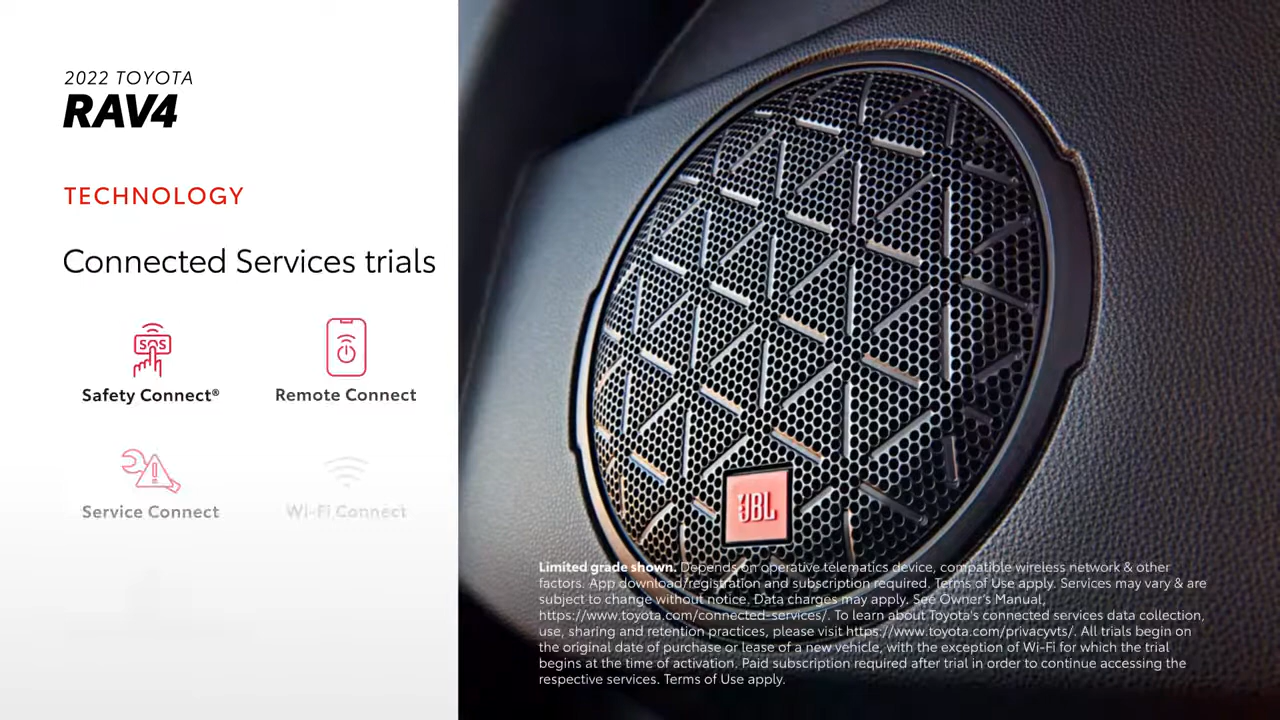 2022 TOYOTA
RAV4
TECHNOLOGY
Connected Services trials
SOS
Safety Connect®
Remote Connect
Service Connect
Wi-Fi Connect
JBL
Limited grade shown. Depends on operative telematics device, compatible wireless network & other
factors. App download/registration and subscription required. Terms of Use apply. Services may vary & are
subject to change without notice. Data charges may apply. See Owner's Manual,
https://www.toyota.com/connected-services/. To learn about Toyota's connected services data collection,
use, sharing and retention practices, please visit https://www.toyota.com/privacyvts/. All trials begin on
the original date of purchase or lease of a new vehicle, with the exception of Wi-Fi for which the trial
begins at the time of activation. Paid subscription required after trial in order to continue accessing the
respective services. Terms of Use apply.